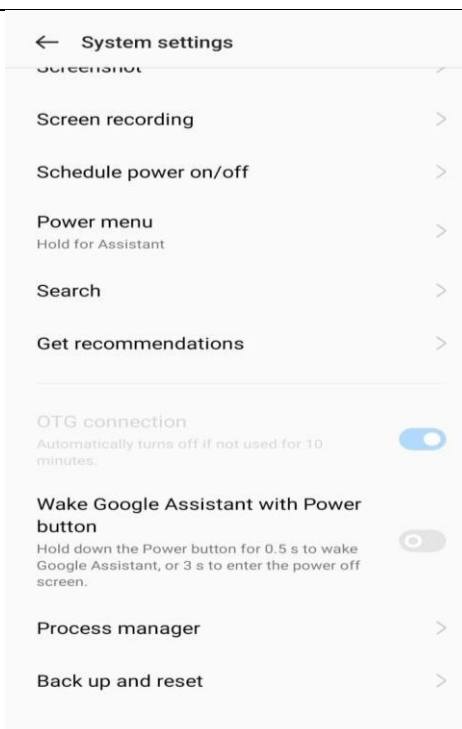 System settings
Screenshot
Screen recording
Schedule power on/off
Power menu
Hold for Assistant
Search
Get recommendations
OTG connection
Automatically turns off if not used for 10
minutes.
Wake Google Assistant with Power
button
Hold down the Power button for 0.5 s to wake
Google Assistant, or 3 s to enter the power off
screen.
Process manager
Back up and reset